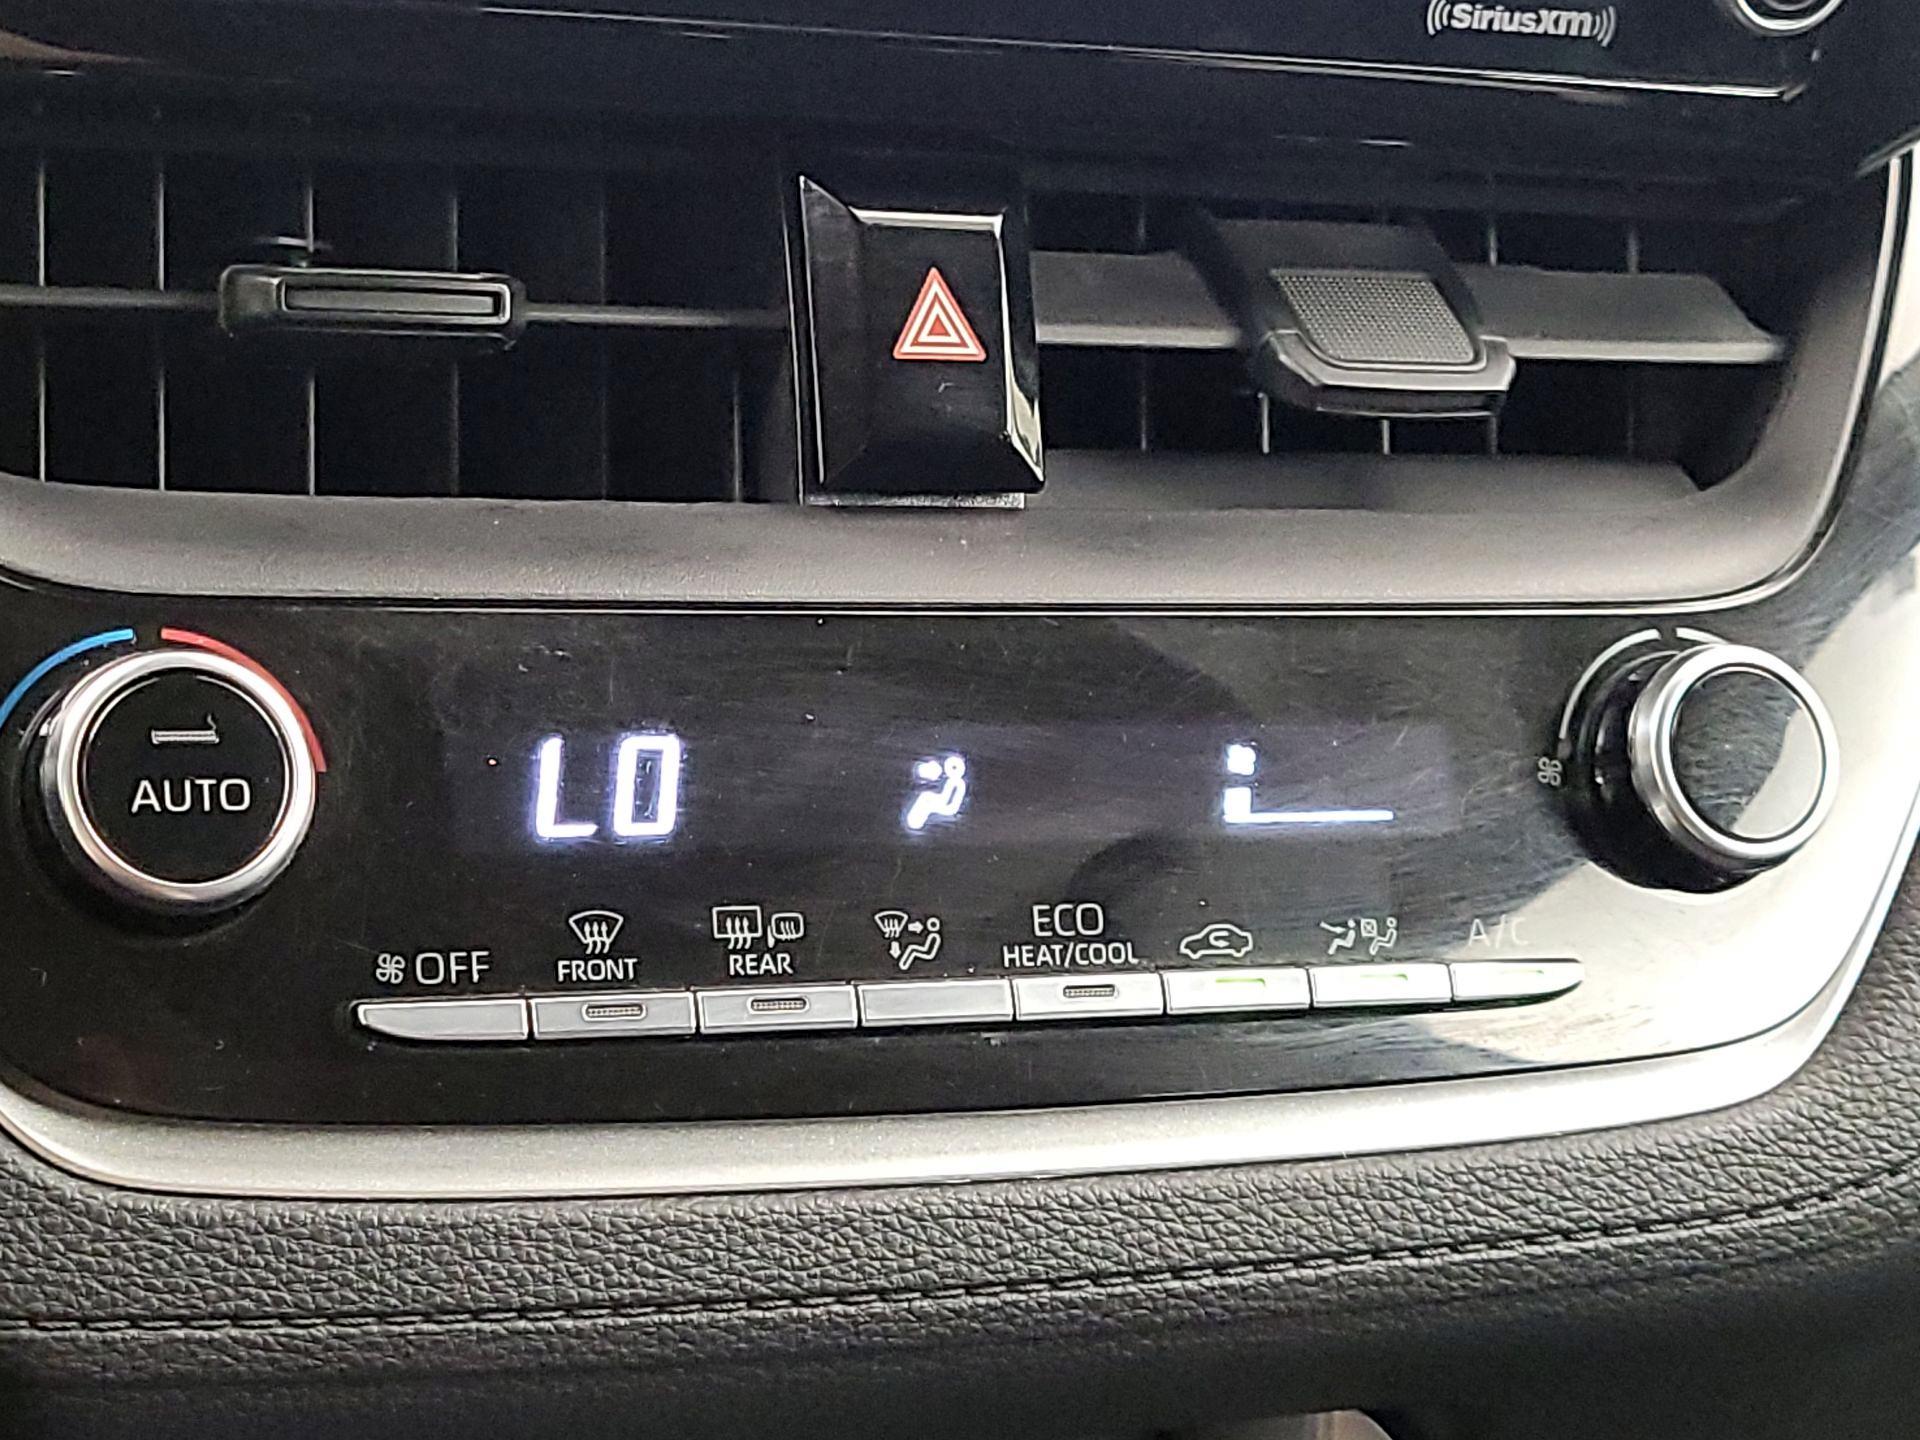 SiriusXM
AUTO
LO
OFF
FRONT
REAR
ECO
HEAT/COOL
A/C